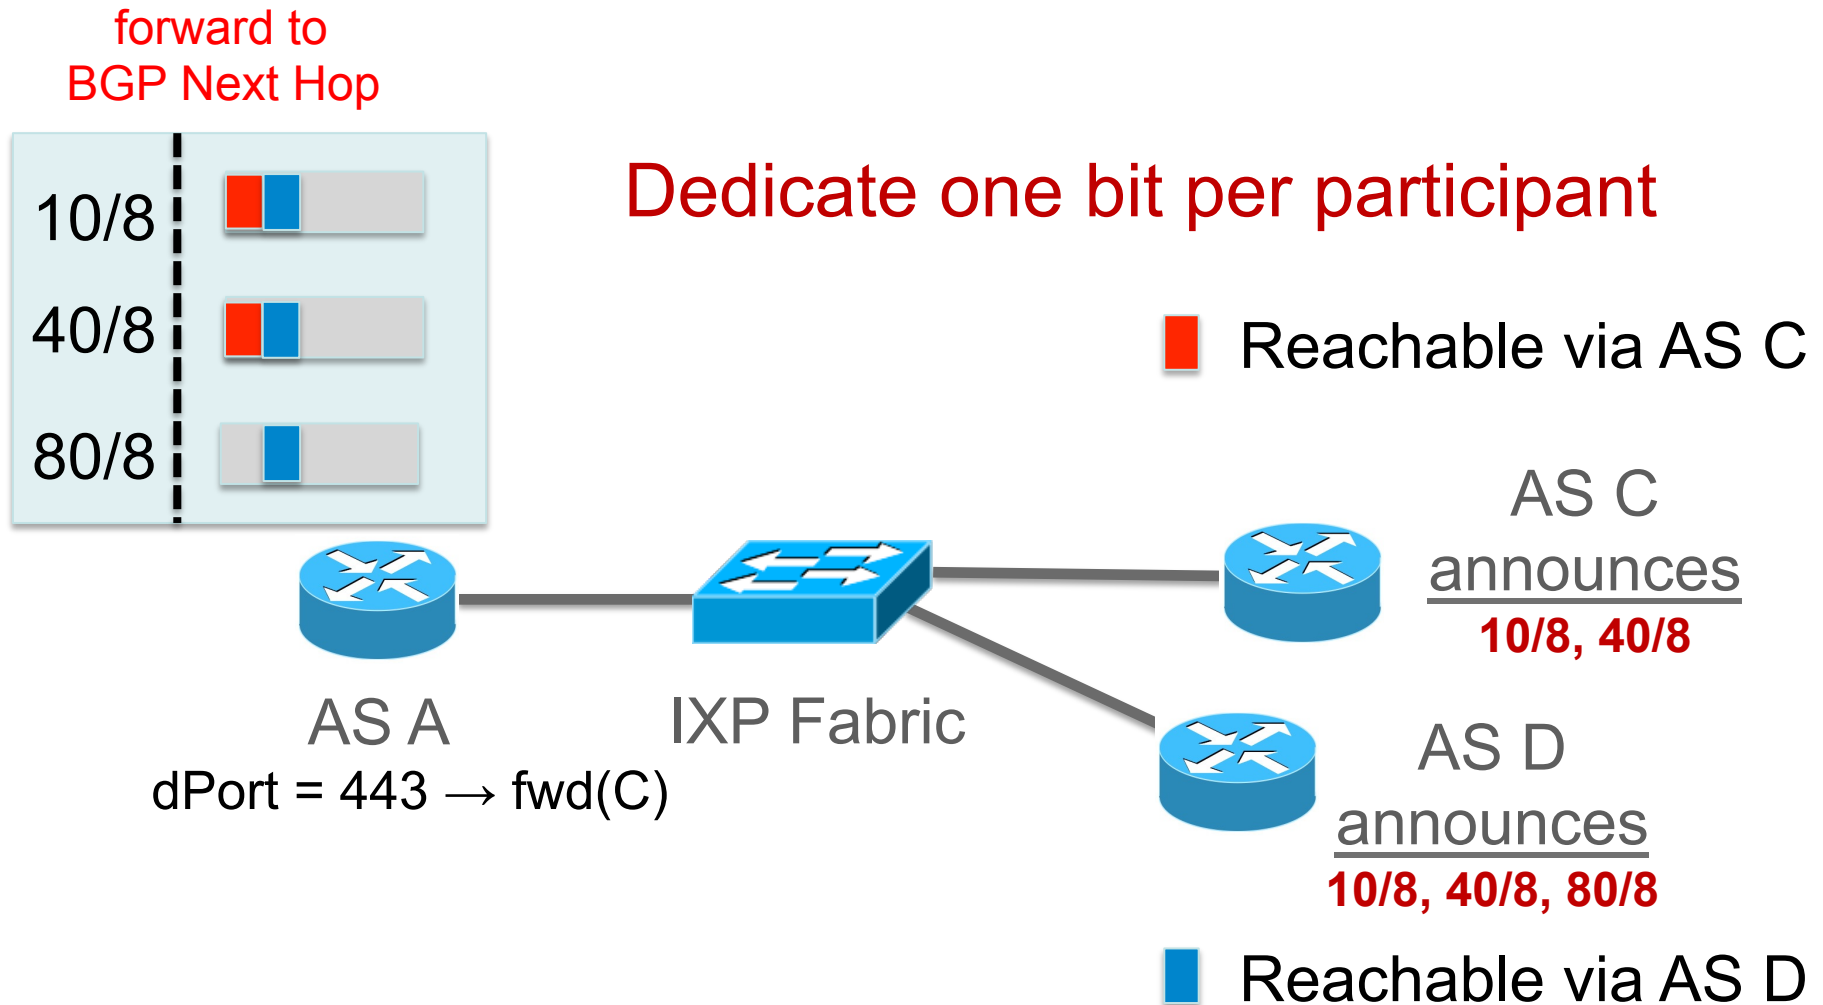 forward to
BGP Next Hop
10/8
40/8
80/8
Dedicate one bit per participant
Reachable via AS C
AS C
announces
10/8, 40/8
AS A
dPort = 443 → fwd(C)
IXP Fabric
AS D
announces
10/8, 40/8, 80/8
Reachable via AS D